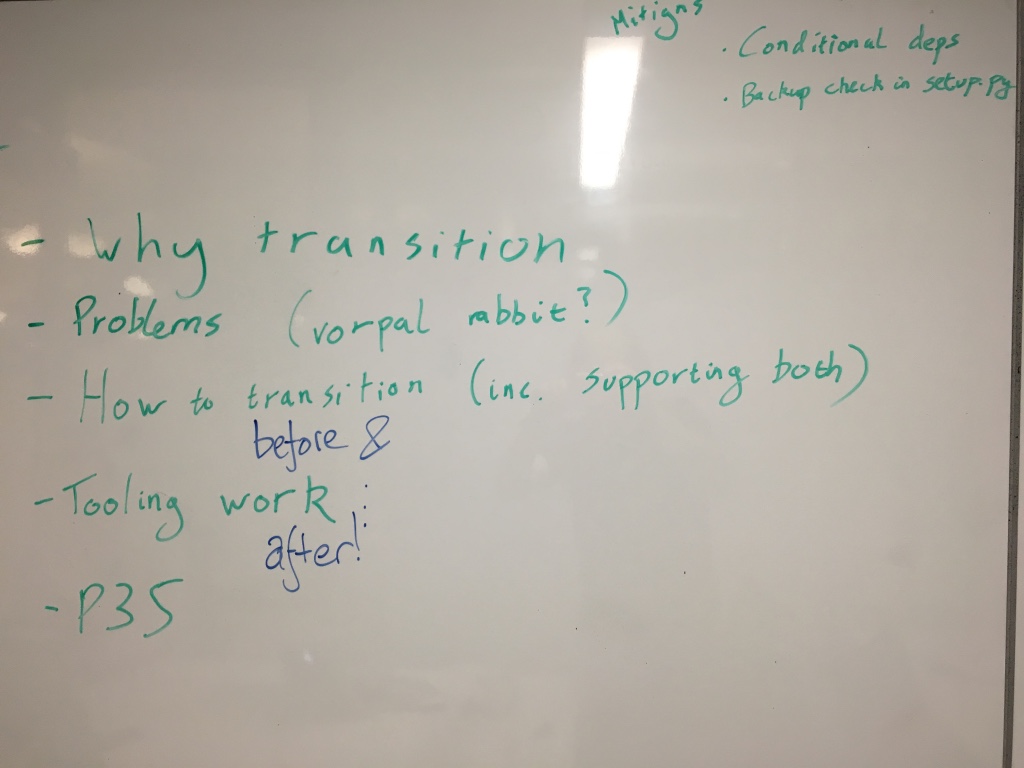 Mitigns
· Conditional deps
· Backup check in setup.py
- Why transition
- Problems (vorpal rabbit?)
- How to transition (inc. supporting both)
before &
- Tooling work :
after!
- P35